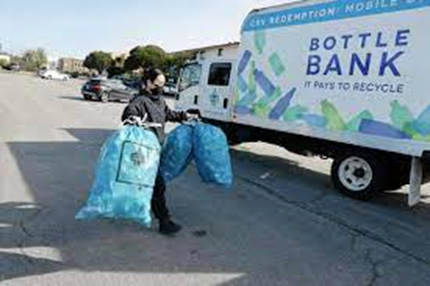 CRV REDEMPTION: MOBILE
BOTTLE
BANK
IT PAYS TO RECYCLE